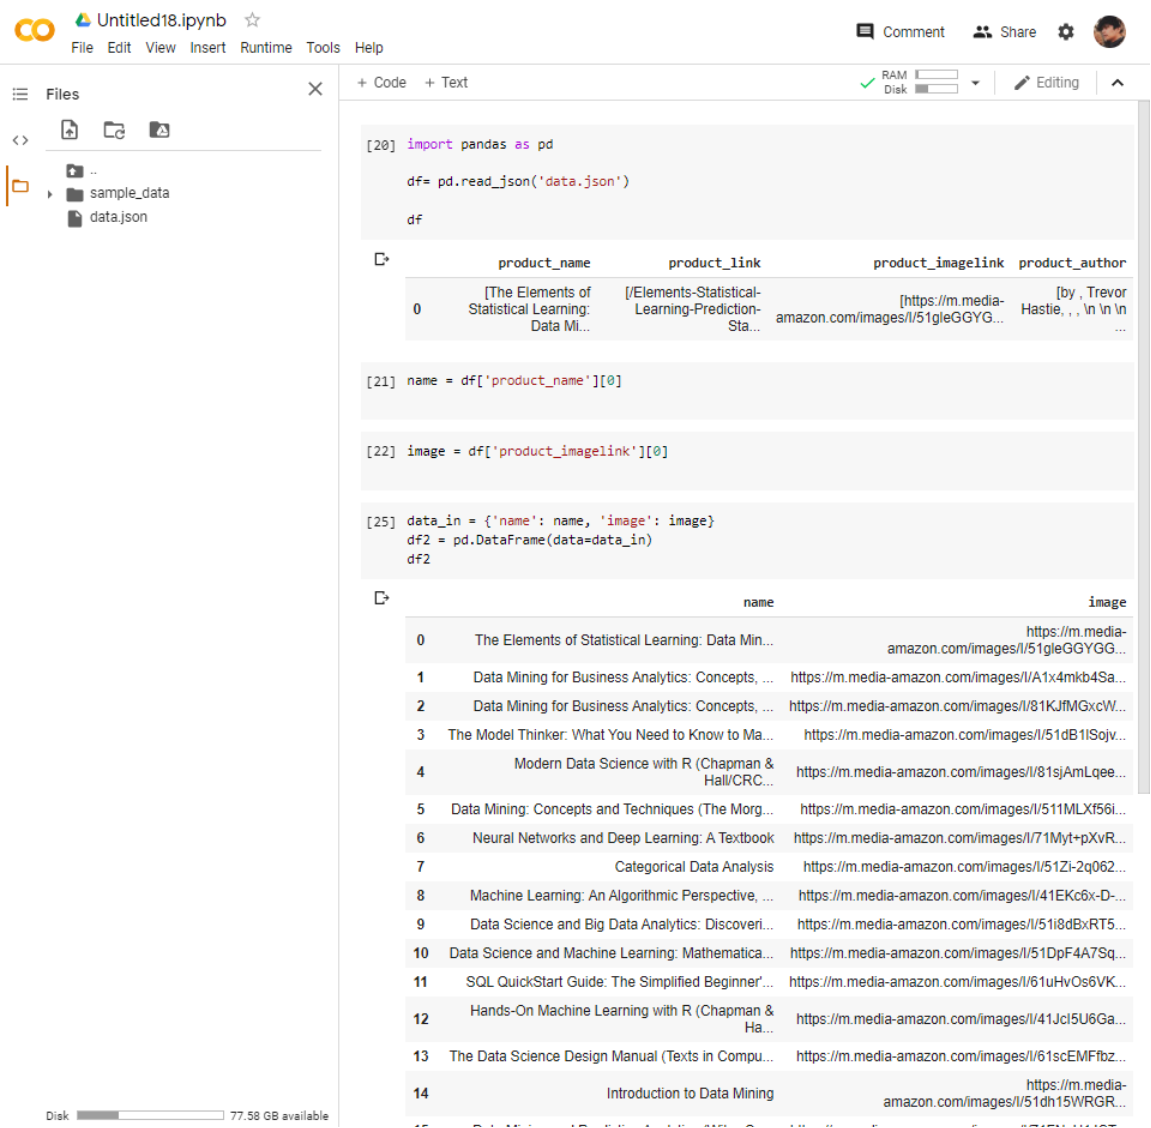 Untitled18.ipynb
File Edit View Insert Runtime Tools Help
Comment Share
Files
+ Code + Text
RAM
Disk
Editing
..
sample_data
data.json
[20] import pandas as pd
df= pd.read_json('data.json')
df
product_name product_link product_imagelink product_author
0 [The Elements of Statistical Learning: Data Mi... [/Elements-Statistical-Learning-Prediction-Sta... [https://m.media-amazon.com/images/I/51gleGGYG... [by , Trevor Hastie, , , \n \n \n ...
[21] name = df['product_name'][0]
[22] image = df['product_imagelink'][0]
[25] data_in = {'name': name, 'image': image}
df2 = pd.DataFrame(data=data_in)
df2
name image
0 The Elements of Statistical Learning: Data Min... https://m.media-amazon.com/images/I/51gleGGYGG...
1 Data Mining for Business Analytics: Concepts, ... https://m.media-amazon.com/images/I/A1x4mkb4Sa...
2 Data Mining for Business Analytics: Concepts, ... https://m.media-amazon.com/images/I/81KJfMGxcW...
3 The Model Thinker: What You Need to Know to Ma... https://m.media-amazon.com/images/I/51dB1lSojv...
4 Modern Data Science with R (Chapman & Hall/CRC... https://m.media-amazon.com/images/I/81sjAmLqee...
5 Data Mining: Concepts and Techniques (The Morg... https://m.media-amazon.com/images/I/511MLXf56i...
6 Neural Networks and Deep Learning: A Textbook https://m.media-amazon.com/images/I/71Myt+pXvR...
7 Categorical Data Analysis https://m.media-amazon.com/images/I/51Zi-2q062...
8 Machine Learning: An Algorithmic Perspective, ... https://m.media-amazon.com/images/I/41EKc6x-D-...
9 Data Science and Big Data Analytics: Discoveri... https://m.media-amazon.com/images/I/51i8dBxRT5...
10 Data Science and Machine Learning: Mathematica... https://m.media-amazon.com/images/I/51DpF4A7Sq...
11 SQL QuickStart Guide: The Simplified Beginner'... https://m.media-amazon.com/images/I/61uHvOs6VK...
12 Hands-On Machine Learning with R (Chapman & Ha... https://m.media-amazon.com/images/I/41JcI5U6Ga...
13 The Data Science Design Manual (Texts in Compu... https://m.media-amazon.com/images/I/61scEMFfbz...
14 Introduction to Data Mining https://m.media-amazon.com/images/I/51dh15WRGR...
Disk 77.58 GB available